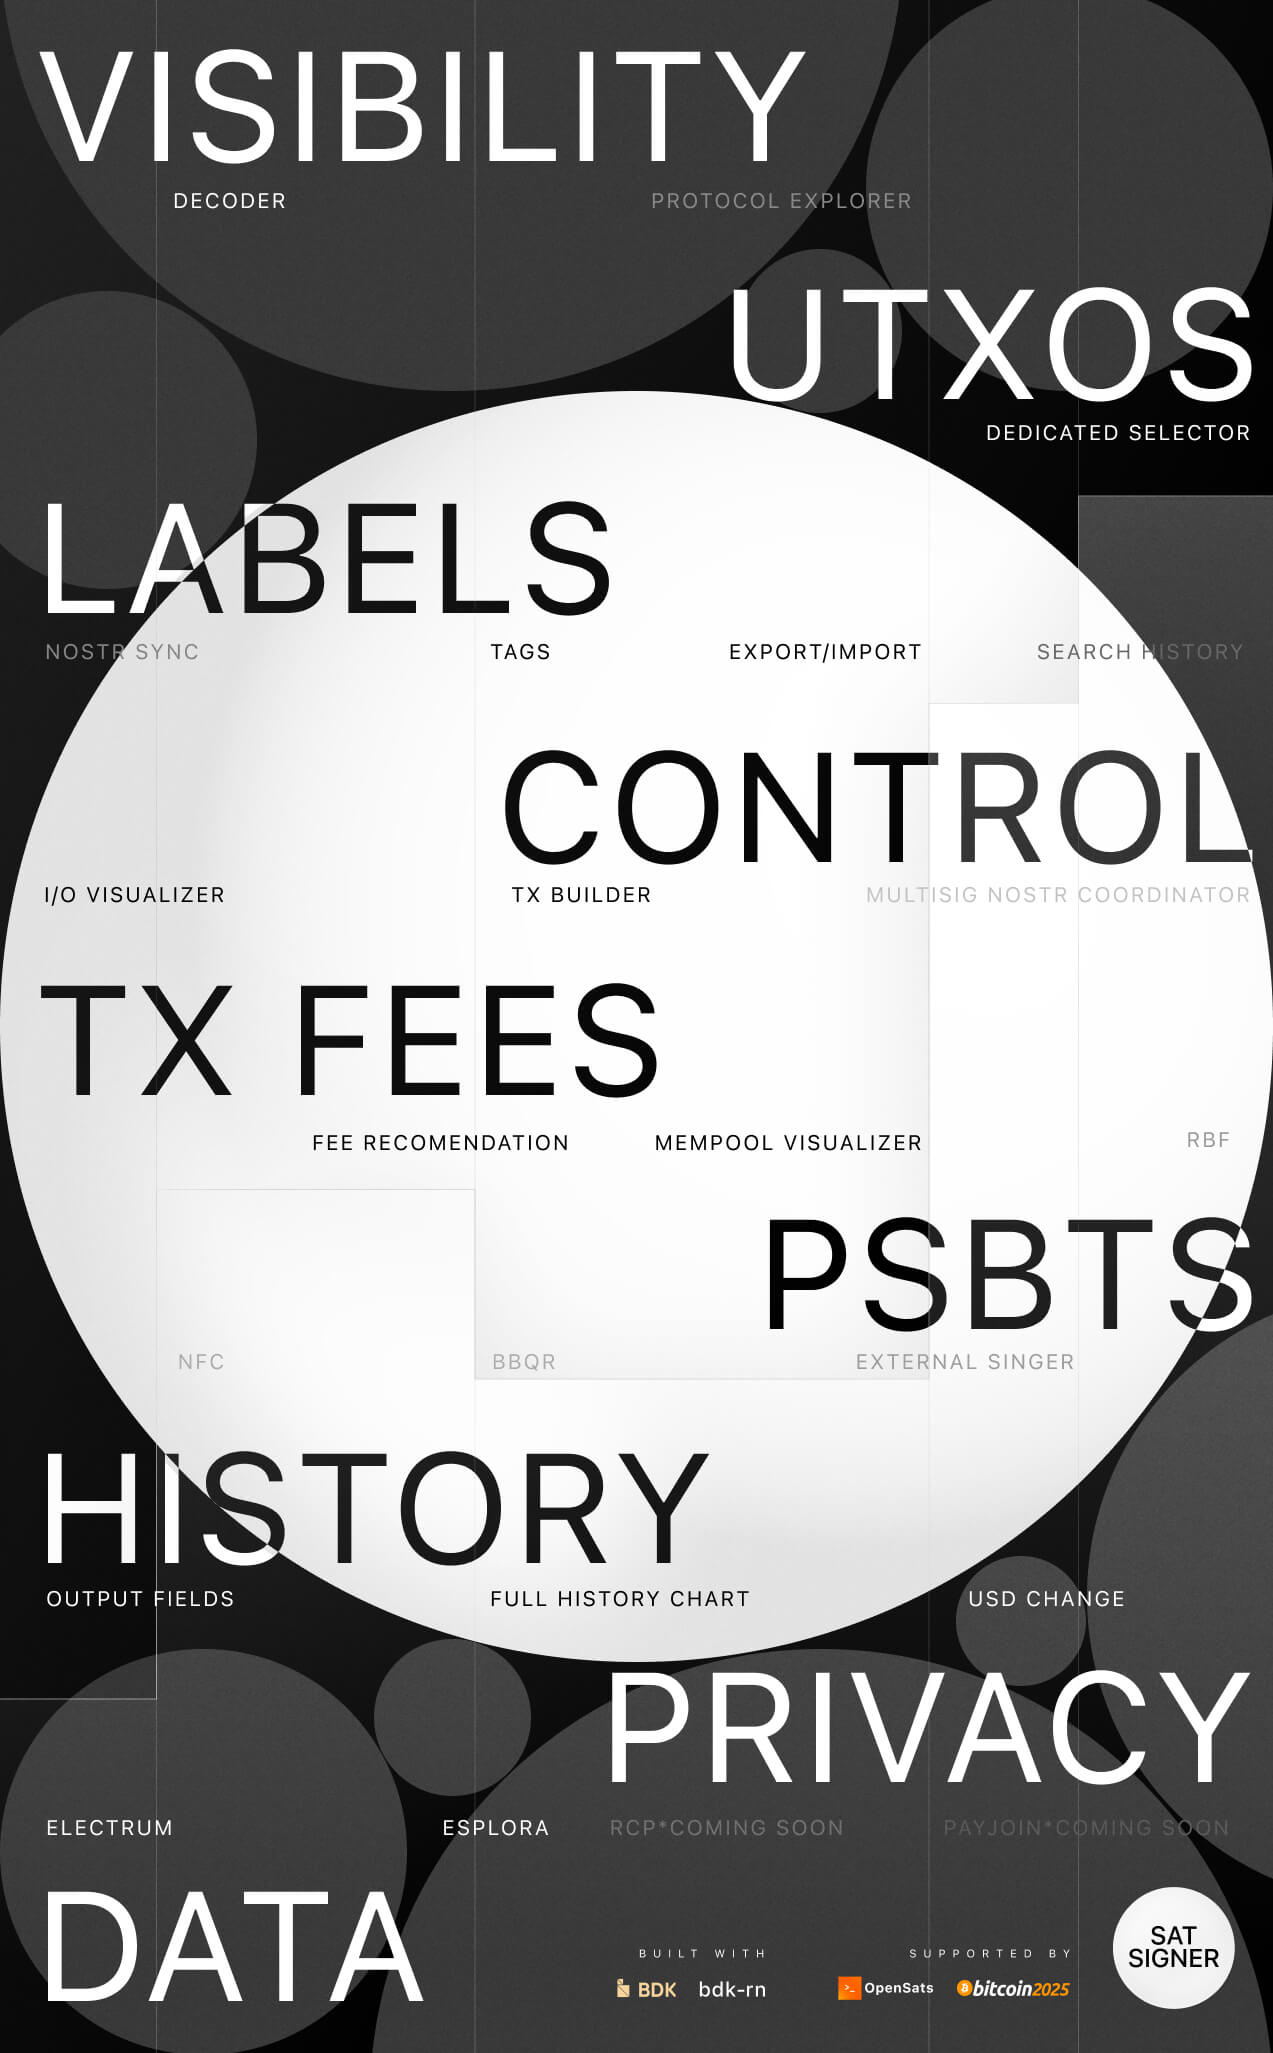 VISIBILITY
DECODER
PROTOCOL EXPLORER
UTXOS
DEDICATED SELECTOR
LABELS
NOSTR SYNC
TAGS
EXPORT/IMPORT
SEARCH HISTORY
CONTROL
I/O VISUALIZER
TX BUILDER
MULTISIG NOSTR COORDINATOR
TX FEES
FEE RECOMENDATION
MEMPOOL VISUALIZER
RBF
PSBTS
NFC
BBQR
EXTERNAL SINGER
HISTORY
OUTPUT FIELDS
FULL HISTORY CHART
USD CHANGE
PRIVACY
ELECTRUM
ESPLORA
RCP*COMING SOON
PAYJOIN*COMING SOON
DATA
BUILT WITH
BDK
bdk-rn
SUPPORTED BY
OpenSats
bitcoin2025
SAT
SIGNER